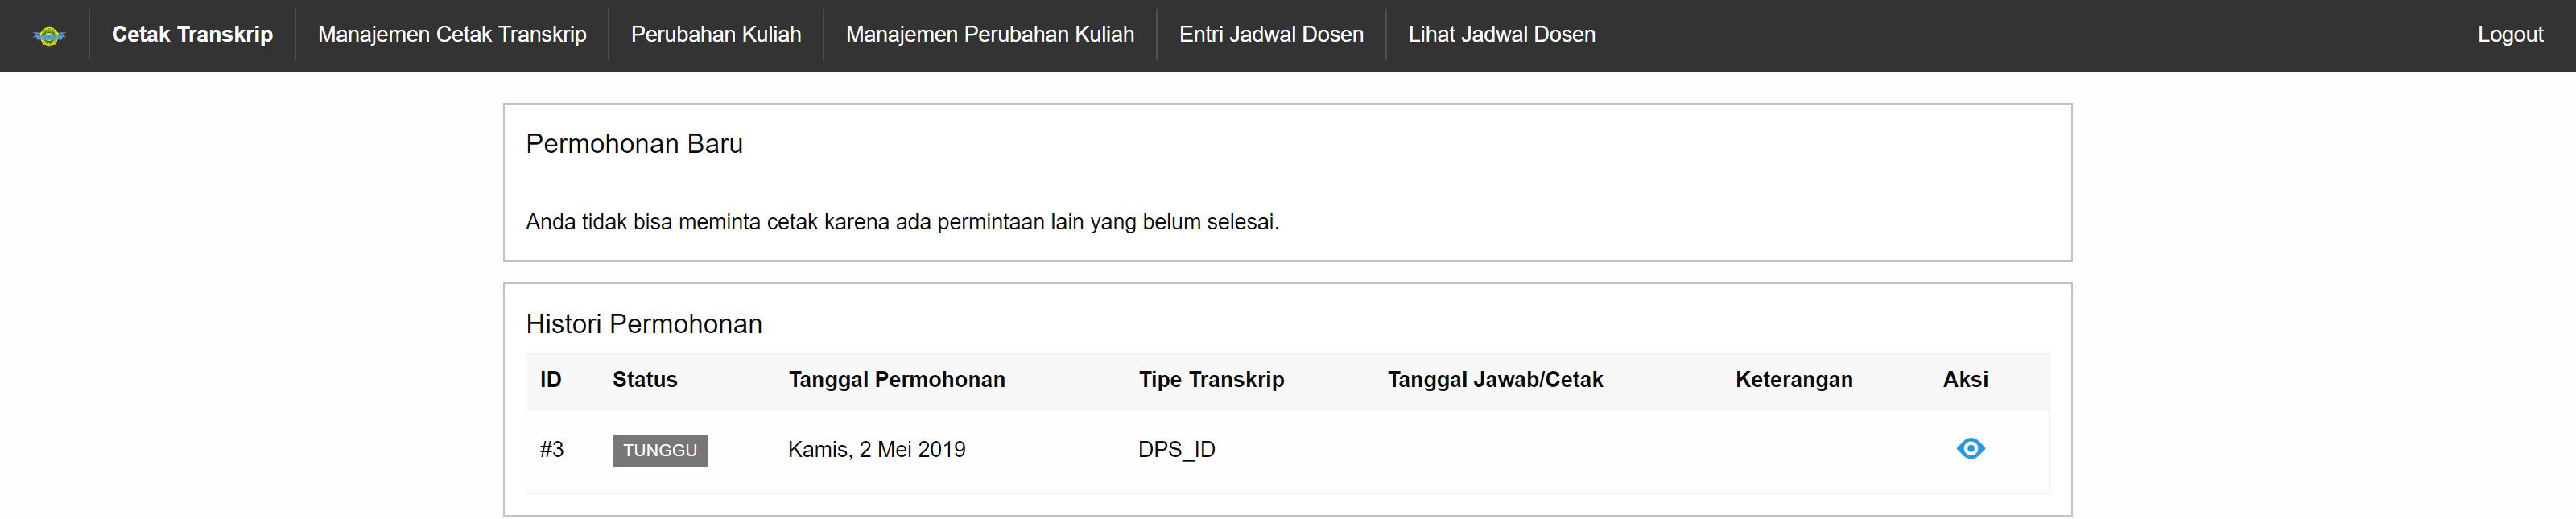 Cetak Transkrip Manajemen Cetak Transkrip Perubahan Kuliah Manajemen Perubahan Kuliah Entri Jadwal Dosen Lihat Jadwal Dosen Logout
Permohonan Baru
Anda tidak bisa meminta cetak karena ada permintaan lain yang belum selesai.
Histori Permohonan
ID Status Tanggal Permohonan Tipe Transkrip Tanggal Jawab/Cetak Keterangan Aksi
#3 TUNGGU Kamis, 2 Mei 2019 DPS_ID